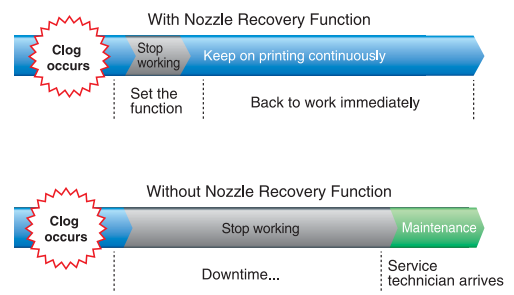 With Nozzle Recovery Function
Clog
occurs
Stop
working
Keep on printing continuously
Set the
function
Back to work immediately
Without Nozzle Recovery Function
Clog
occurs
Stop working
Maintenance
Downtime...
Service
technician arrives